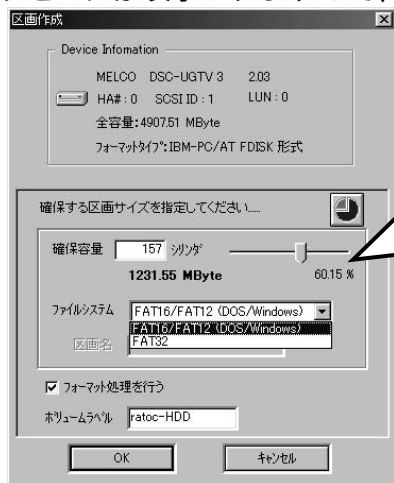 区画作成
Device Infomation
MELCO DSC-UGTV 3 2.03
HA#: 0 SCSI ID : 1 LUN : 0
全容量:4907.51 MByte
フォーマットタイプ:IBM-PC/AT FDISK 形式
確保する区画サイズを指定してください.....
確保容量 157 シリンダ
1231.55 MByte 60.15 %
ファイルシステム FAT16/FAT12 (DOS/Windows)
FAT16/FAT12 (DOS/Windows)
FAT32
区画名
フォーマット処理を行う
ボリュームラベル ratoc-HDD
OK キャンセル